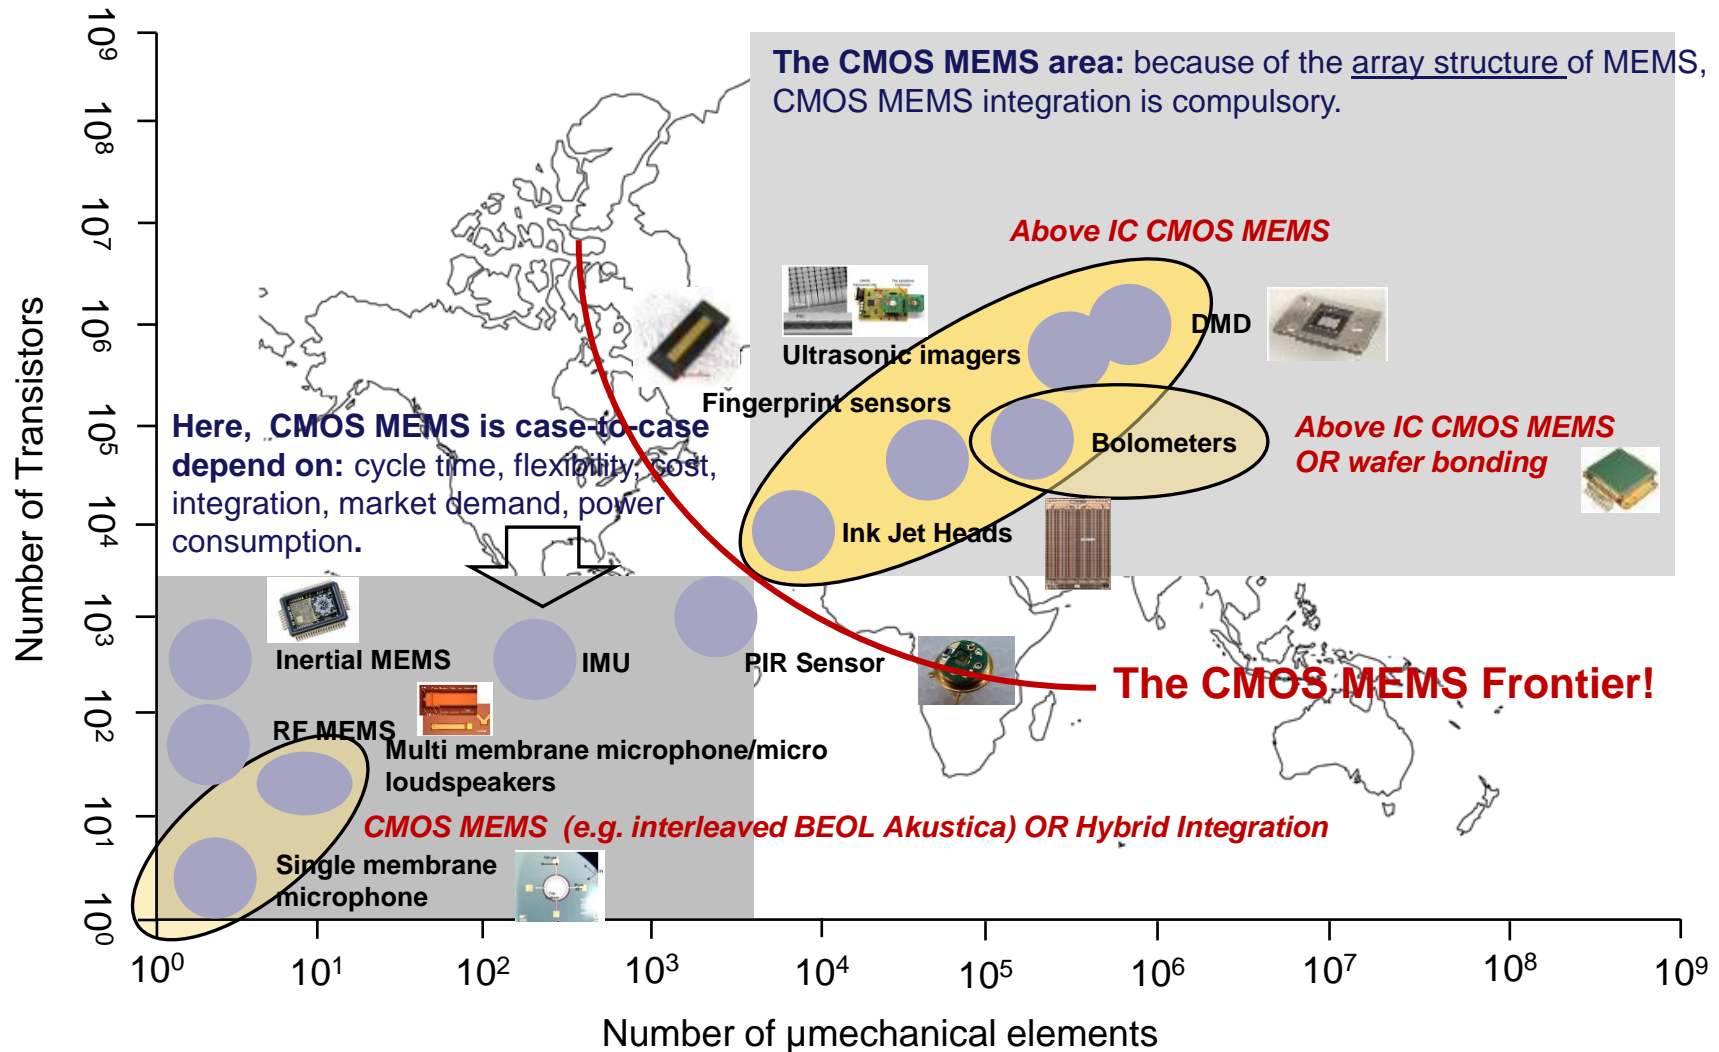 10⁹
10⁸
10⁷
10⁶
10⁵
10⁴
10³
10²
10¹
10⁰
Number of Transistors
The CMOS MEMS area: because of the array structure of MEMS,
CMOS MEMS integration is compulsory.
Above IC CMOS MEMS
DMD
Ultrasonic imagers
Fingerprint sensors
Bolometers
Above IC CMOS MEMS
OR wafer bonding
Ink Jet Heads
Here, CMOS MEMS is case-to-case
depend on: cycle time, flexibility, cost,
integration, market demand, power
consumption.
Inertial MEMS
IMU
PIR Sensor
The CMOS MEMS Frontier!
RF MEMS
Multi membrane microphone/micro
loudspeakers
CMOS MEMS (e.g. interleaved BEOL Akustica) OR Hybrid Integration
Single membrane
microphone
10⁰
10¹
10²
10³
10⁴
10⁵
10⁶
10⁷
10⁸
10⁹
Number of µmechanical elements